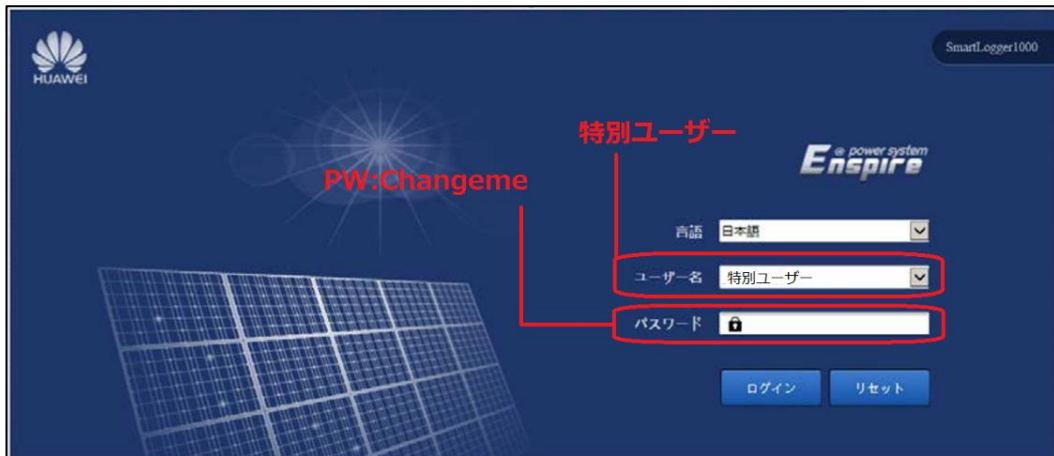 HUAWEI
SmartLogger1000
特別ユーザー
e power system
Enspire
PW:Changeme
言語 日本語
ユーザー名 特別ユーザー
パスワード
ログイン リセット